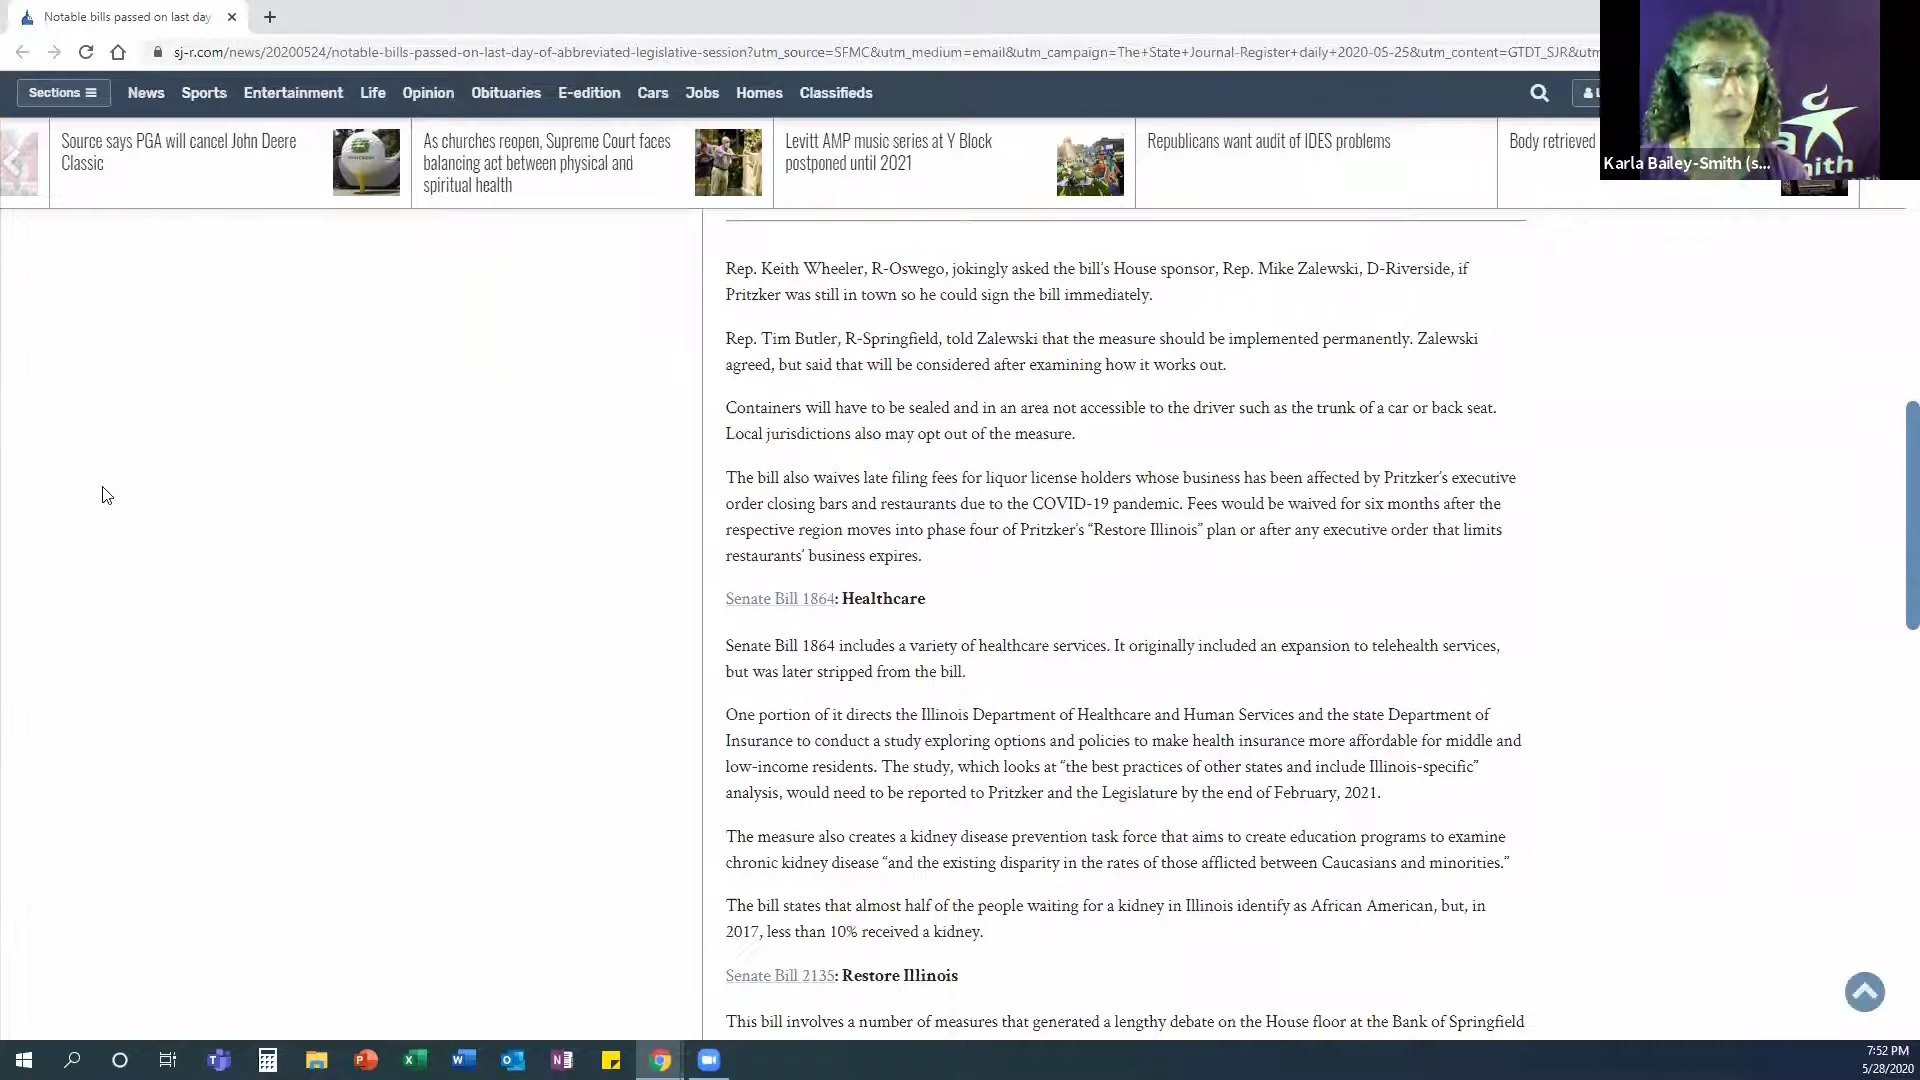 Notable bills passed on last day
sj-r.com/news/20200524/notable-bills-passed-on-last-day-of-abbreviated-legislative-session?utm_source=SFMC&utm_medium=email&utm_campaign=The+State+Journal-Register+daily+2020-05-25&utm_content=GTDT_SJR&utm
Sections News Sports Entertainment Life Opinion Obituaries E-edition Cars Jobs Homes Classifieds
Source says PGA will cancel John Deere
Classic
As churches reopen, Supreme Court faces
balancing act between physical and
spiritual health
Levitt AMP music series at Y Block
postponed until 2021
Republicans want audit of IDES problems
Body retrieved
Karla Bailey-Smith (s...
Rep. Keith Wheeler, R-Oswego, jokingly asked the bill’s House sponsor, Rep. Mike Zalewski, D-Riverside, if
Pritzker was still in town so he could sign the bill immediately.
Rep. Tim Butler, R-Springfield, told Zalewski that the measure should be implemented permanently. Zalewski
agreed, but said that will be considered after examining how it works out.
Containers will have to be sealed and in an area not accessible to the driver such as the trunk of a car or back seat.
Local jurisdictions also may opt out of the measure.
The bill also waives late filing fees for liquor license holders whose business has been affected by Pritzker’s executive
order closing bars and restaurants due to the COVID-19 pandemic. Fees would be waived for six months after the
respective region moves into phase four of Pritzker’s “Restore Illinois” plan or after any executive order that limits
restaurants’ business expires.
Senate Bill 1864: Healthcare
Senate Bill 1864 includes a variety of healthcare services. It originally included an expansion to telehealth services,
but was later stripped from the bill.
One portion of it directs the Illinois Department of Healthcare and Human Services and the state Department of
Insurance to conduct a study exploring options and policies to make health insurance more affordable for middle and
low-income residents. The study, which looks at “the best practices of other states and include Illinois-specific”
analysis, would need to be reported to Pritzker and the Legislature by the end of February, 2021.
The measure also creates a kidney disease prevention task force that aims to create education programs to examine
chronic kidney disease “and the existing disparity in the rates of those afflicted between Caucasians and minorities.”
The bill states that almost half of the people waiting for a kidney in Illinois identify as African American, but, in
2017, less than 10% received a kidney.
Senate Bill 2135: Restore Illinois
This bill involves a number of measures that generated a lengthy debate on the House floor at the Bank of Springfield
7:52 PM
5/28/2020